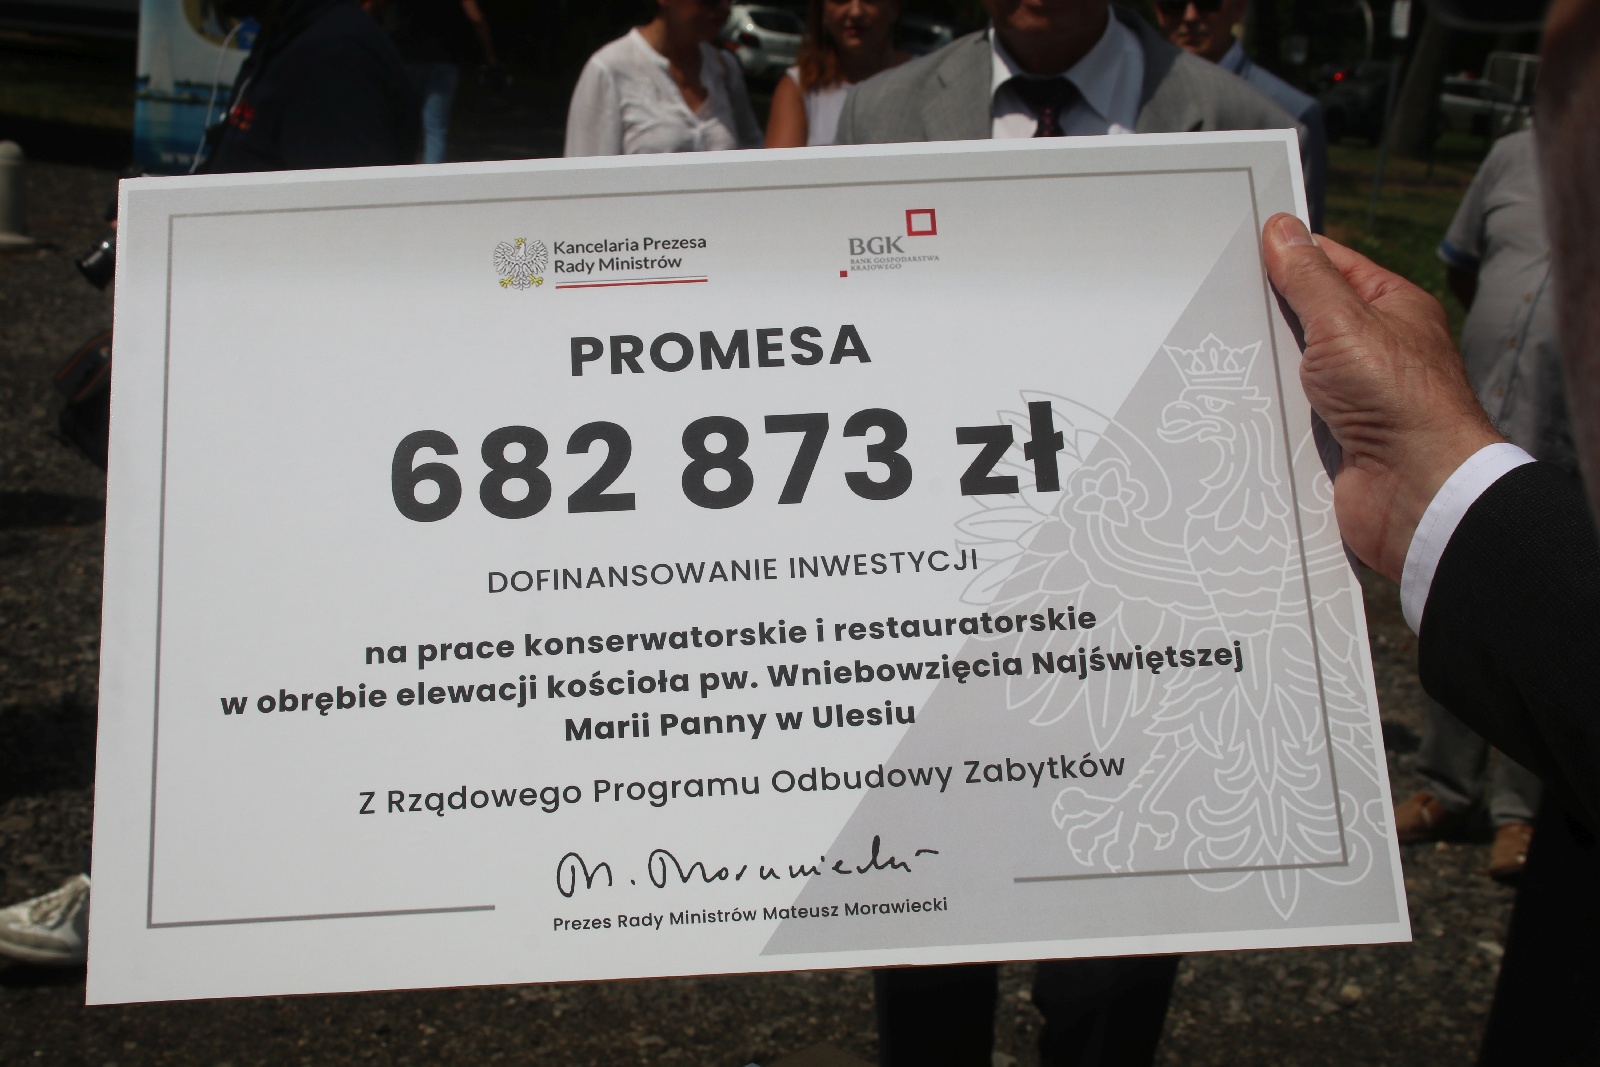 Kancelaria Prezesa
Rady Ministrów
BGK
BANK GOSPODARSTWA
KRAJOWEGO
PROMESA
682 873 zł
DOFINANSOWANIE INWESTYCJI
na prace konserwatorskie i restauratorskie
w obrębie elewacji kościoła pw. Wniebowzięcia Najświętszej
Marii Panny w Ulesiu
Z Rządowego Programu Odbudowy Zabytków
M. Morawiecki
Prezes Rady Ministrów Mateusz Morawiecki